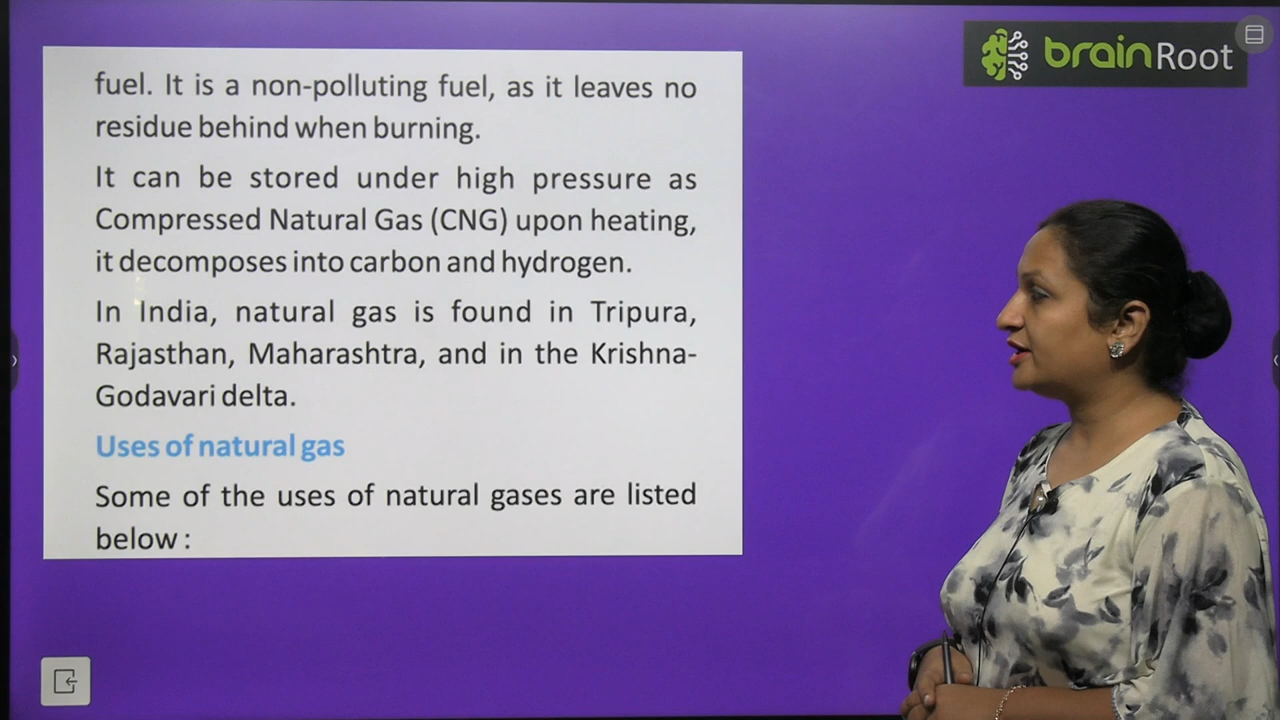 brainRoot
fuel. It is a non-polluting fuel, as it leaves no
residue behind when burning.
It can be stored under high pressure as
Compressed Natural Gas (CNG) upon heating,
it decomposes into carbon and hydrogen.
In India, natural gas is found in Tripura,
Rajasthan, Maharashtra, and in the Krishna-
Godavari delta.
Uses of natural gas
Some of the uses of natural gases are listed
below :